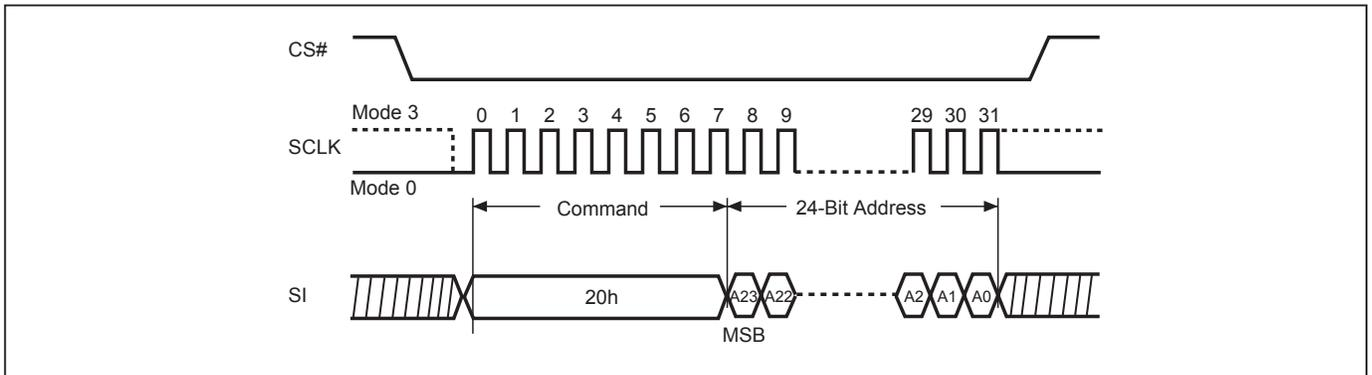 CS#
Mode 3
0 1 2 3 4 5 6 7 8 9 29 30 31
SCLK
Mode 0
Command 24-Bit Address
SI 20h A23 A22 A2 A1 A0
MSB